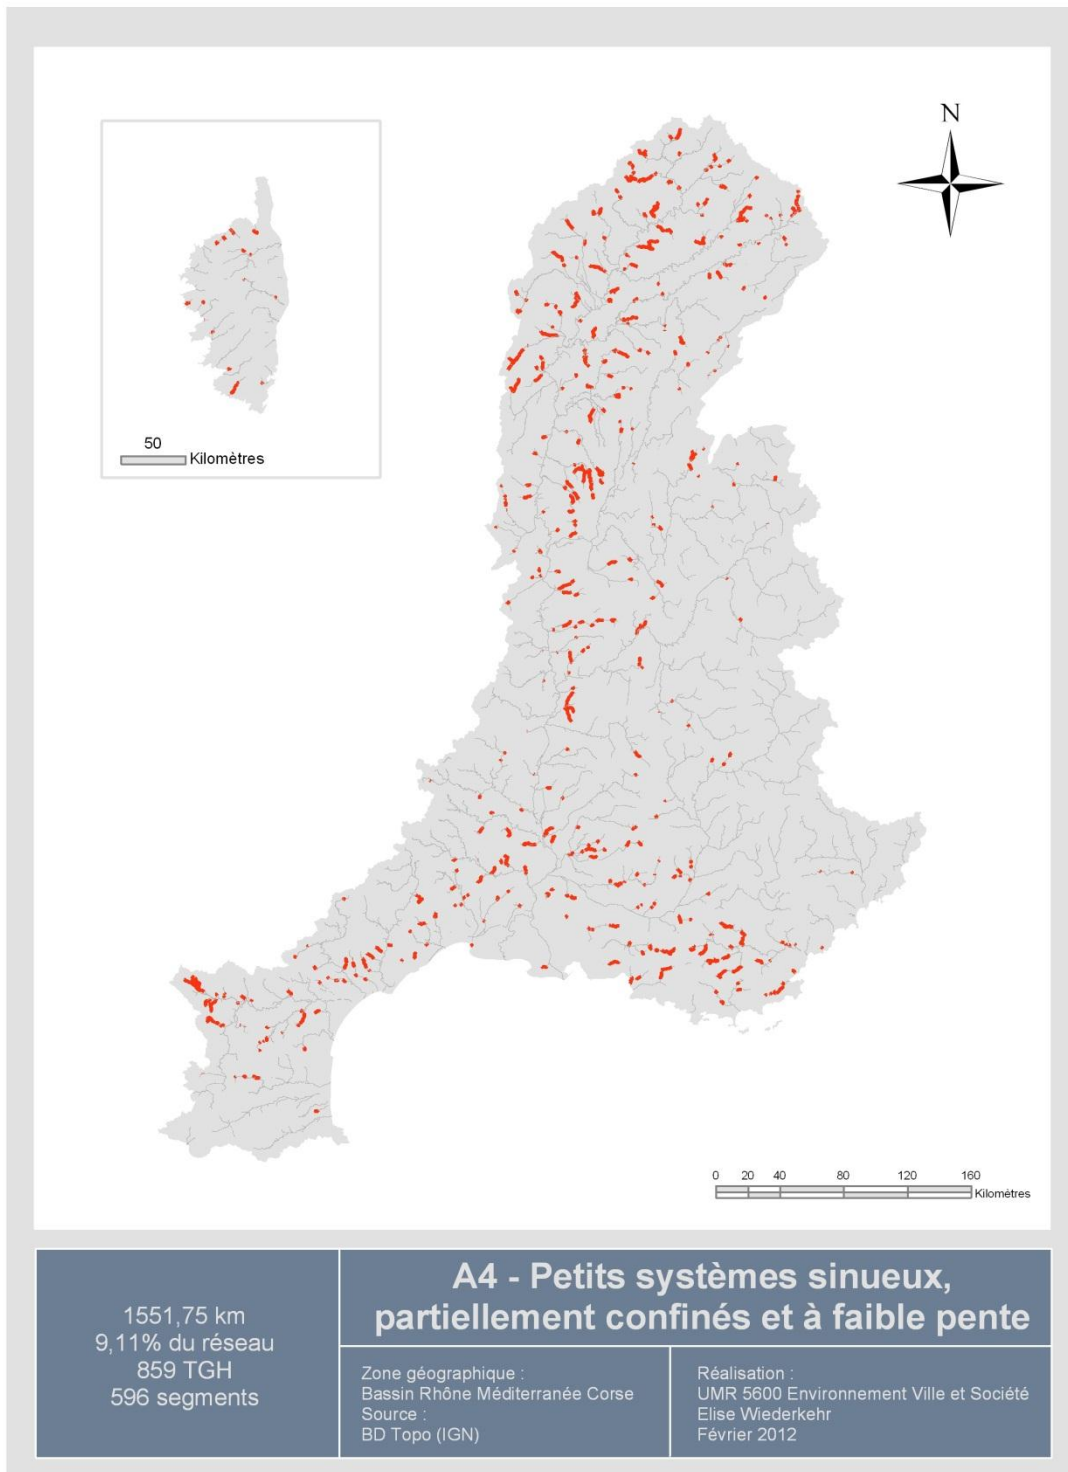 N
50
Kilomètres
0 20 40 80 120 160
Kilomètres
1551,75 km
9,11% du réseau
859 TGH
596 segments
A4 - Petits systèmes sinueux,
partiellement confinés et à faible pente
Zone géographique :
Bassin Rhône Méditerranée Corse
Source :
BD Topo (IGN)
Réalisation :
UMR 5600 Environnement Ville et Société
Elise Wiederkehr
Février 2012